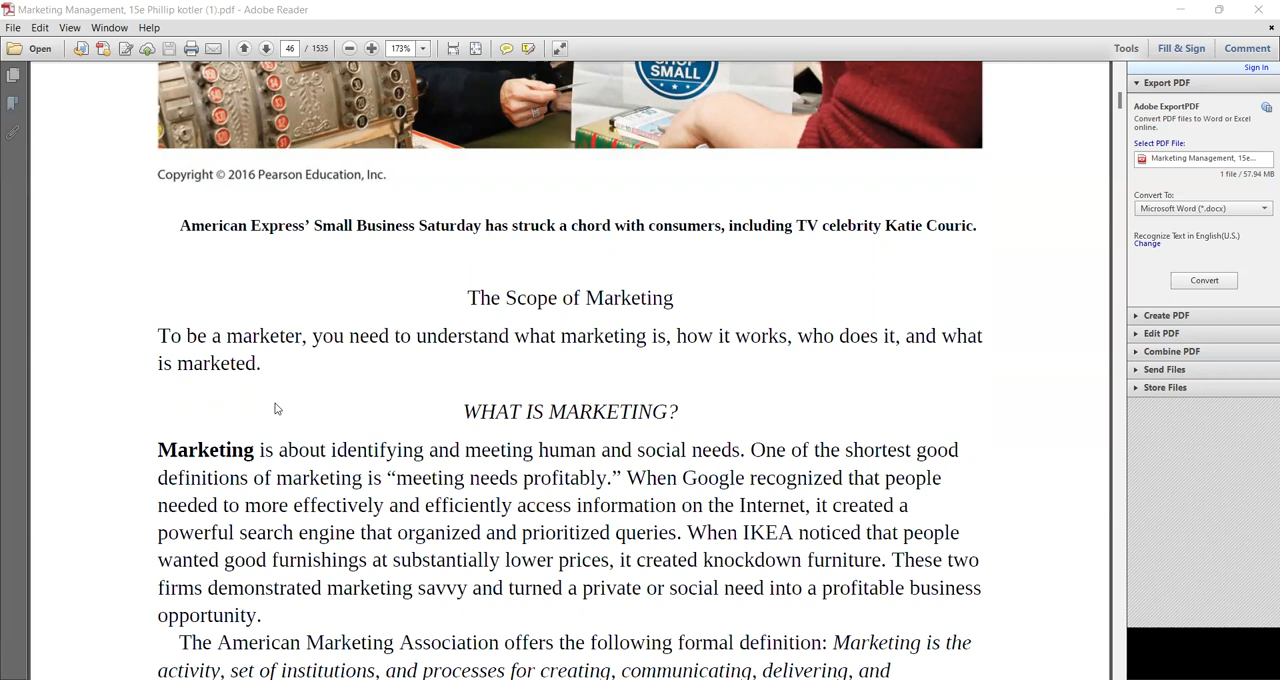 Marketing Management, 15e Phillip kotler (1).pdf - Adobe Reader
File Edit View Window Help
Open 46 / 1535 173% Tools Fill & Sign Comment
Sign In
SHOP
SMALL
Copyright © 2016 Pearson Education, Inc.
American Express’ Small Business Saturday has struck a chord with consumers, including TV celebrity Katie Couric.
The Scope of Marketing
To be a marketer, you need to understand what marketing is, how it works, who does it, and what
is marketed.
WHAT IS MARKETING?
Marketing is about identifying and meeting human and social needs. One of the shortest good
definitions of marketing is “meeting needs profitably.” When Google recognized that people
needed to more effectively and efficiently access information on the Internet, it created a
powerful search engine that organized and prioritized queries. When IKEA noticed that people
wanted good furnishings at substantially lower prices, it created knockdown furniture. These two
firms demonstrated marketing savvy and turned a private or social need into a profitable business
opportunity.
The American Marketing Association offers the following formal definition: Marketing is the
activity, set of institutions, and processes for creating, communicating, delivering, and
Export PDF
Adobe ExportPDF
Convert PDF files to Word or Excel
online.
Select PDF File:
Marketing Management, 15e...
1 file / 57.94 MB
Convert To:
Microsoft Word (*.docx)
Recognize Text in English(U.S.)
Change
Convert
Create PDF
Edit PDF
Combine PDF
Send Files
Store Files